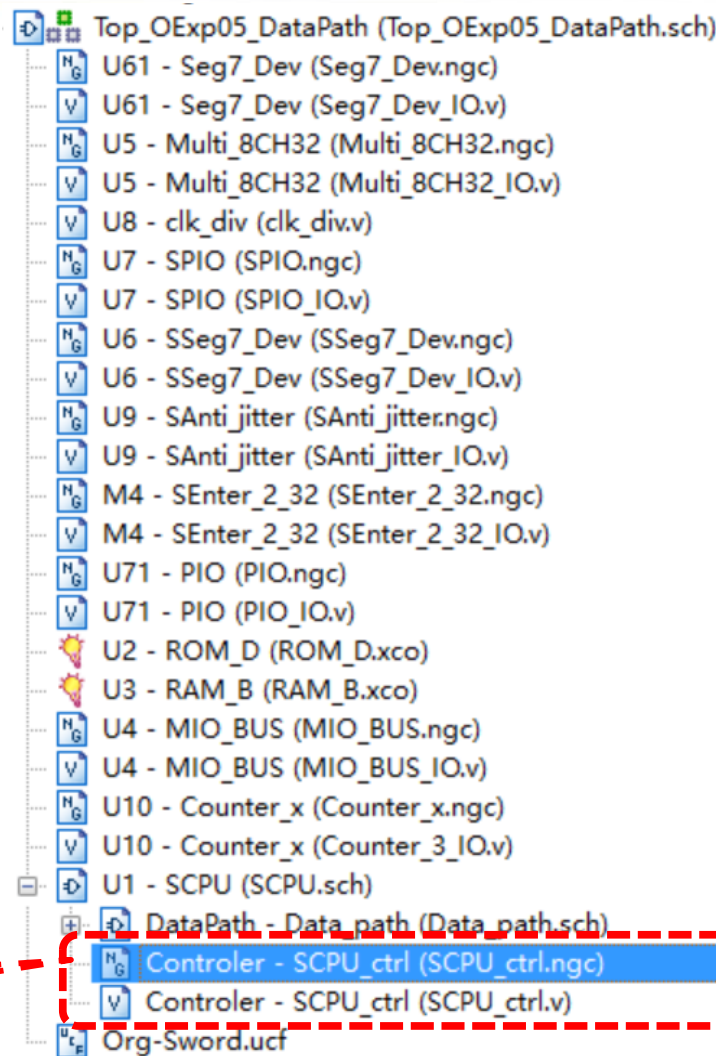 Top_OExp05_DataPath (Top_OExp05_DataPath.sch)
U61 - Seg7_Dev (Seg7_Dev.ngc)
U61 - Seg7_Dev (Seg7_Dev_IO.v)
U5 - Multi_8CH32 (Multi_8CH32.ngc)
U5 - Multi_8CH32 (Multi_8CH32_IO.v)
U8 - clk_div (clk_div.v)
U7 - SPIO (SPIO.ngc)
U7 - SPIO (SPIO_IO.v)
U6 - SSeg7_Dev (SSeg7_Dev.ngc)
U6 - SSeg7_Dev (SSeg7_Dev_IO.v)
U9 - SAnti_jitter (SAnti_jitter.ngc)
U9 - SAnti_jitter (SAnti_jitter_IO.v)
M4 - SEnter_2_32 (SEnter_2_32.ngc)
M4 - SEnter_2_32 (SEnter_2_32_IO.v)
U71 - PIO (PIO.ngc)
U71 - PIO (PIO_IO.v)
U2 - ROM_D (ROM_D.xco)
U3 - RAM_B (RAM_B.xco)
U4 - MIO_BUS (MIO_BUS.ngc)
U4 - MIO_BUS (MIO_BUS_IO.v)
U10 - Counter_x (Counter_x.ngc)
U10 - Counter_x (Counter_3_IO.v)
U1 - SCPU (SCPU.sch)
DataPath - Data_path (Data_path.sch)
Controler - SCPU_ctrl (SCPU_ctrl.ngc)
Controler - SCPU_ctrl (SCPU_ctrl.v)
Org-Sword.ucf